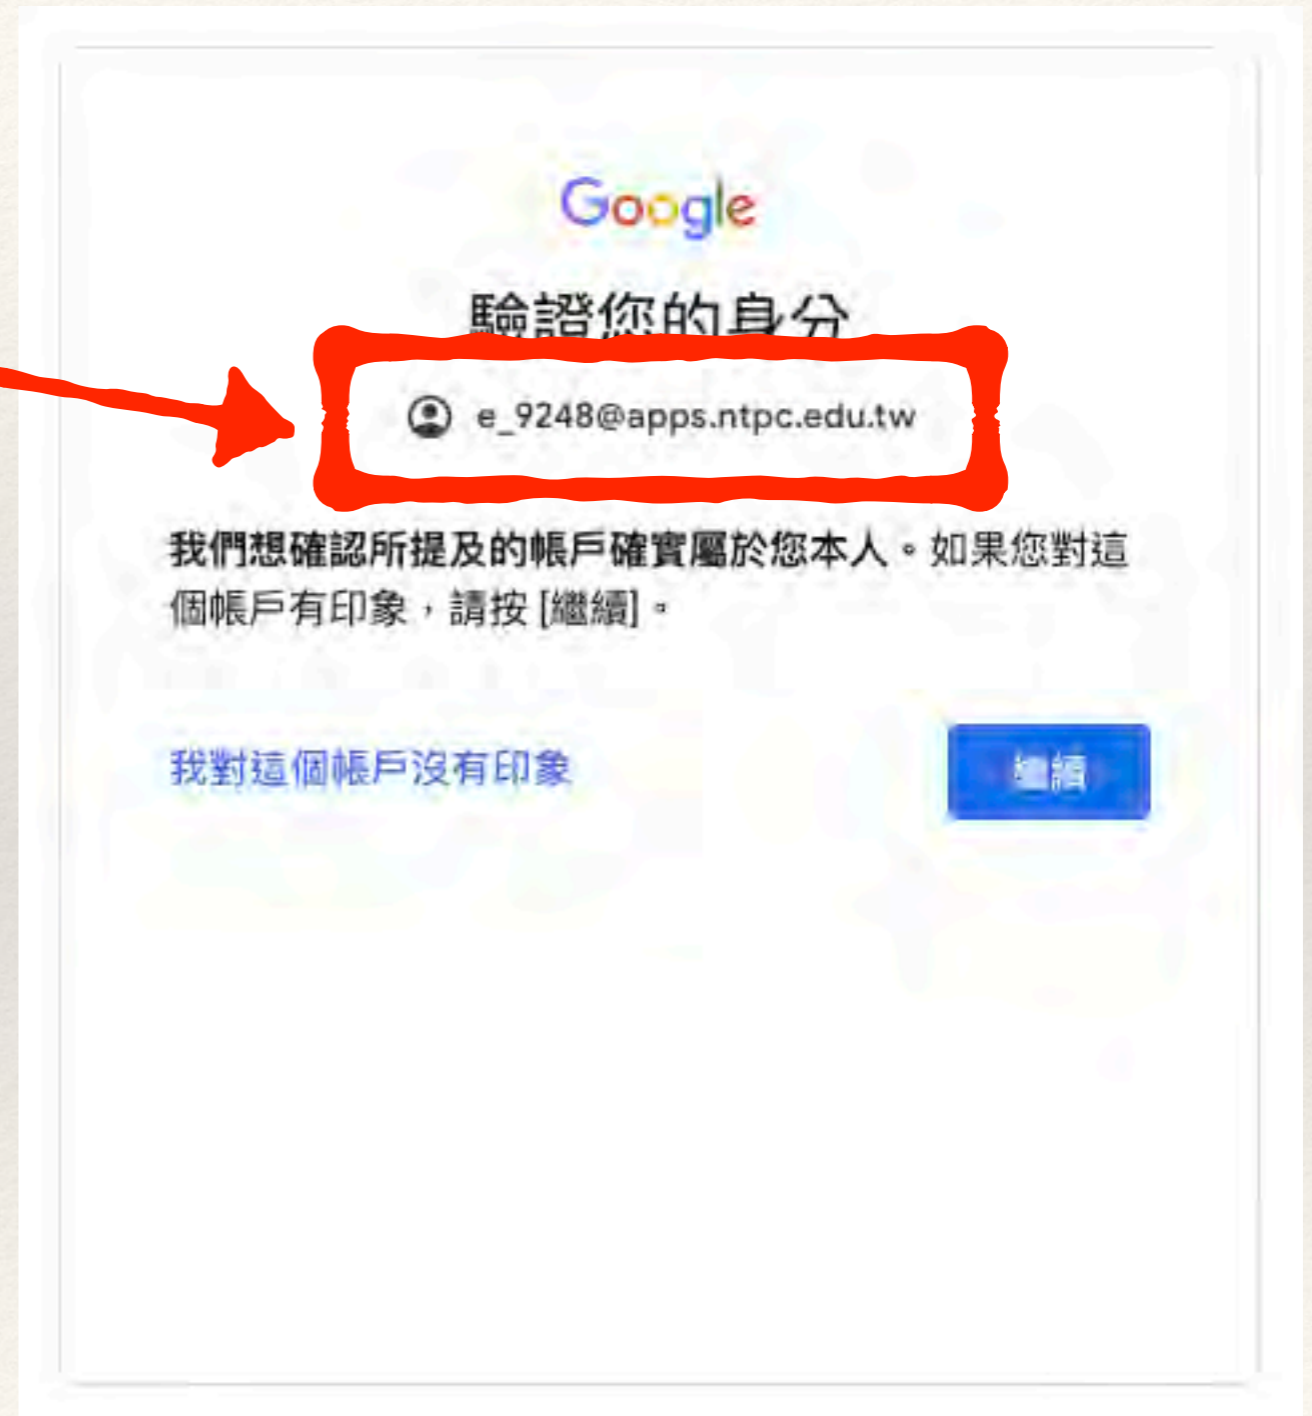 Google
驗證您的身分
e_9248@apps.ntpc.edu.tw
我們想確認所提及的帳戶確實屬於您本人。如果您對這
個帳戶有印象，請按 [繼續]。
我對這個帳戶沒有印象
繼續